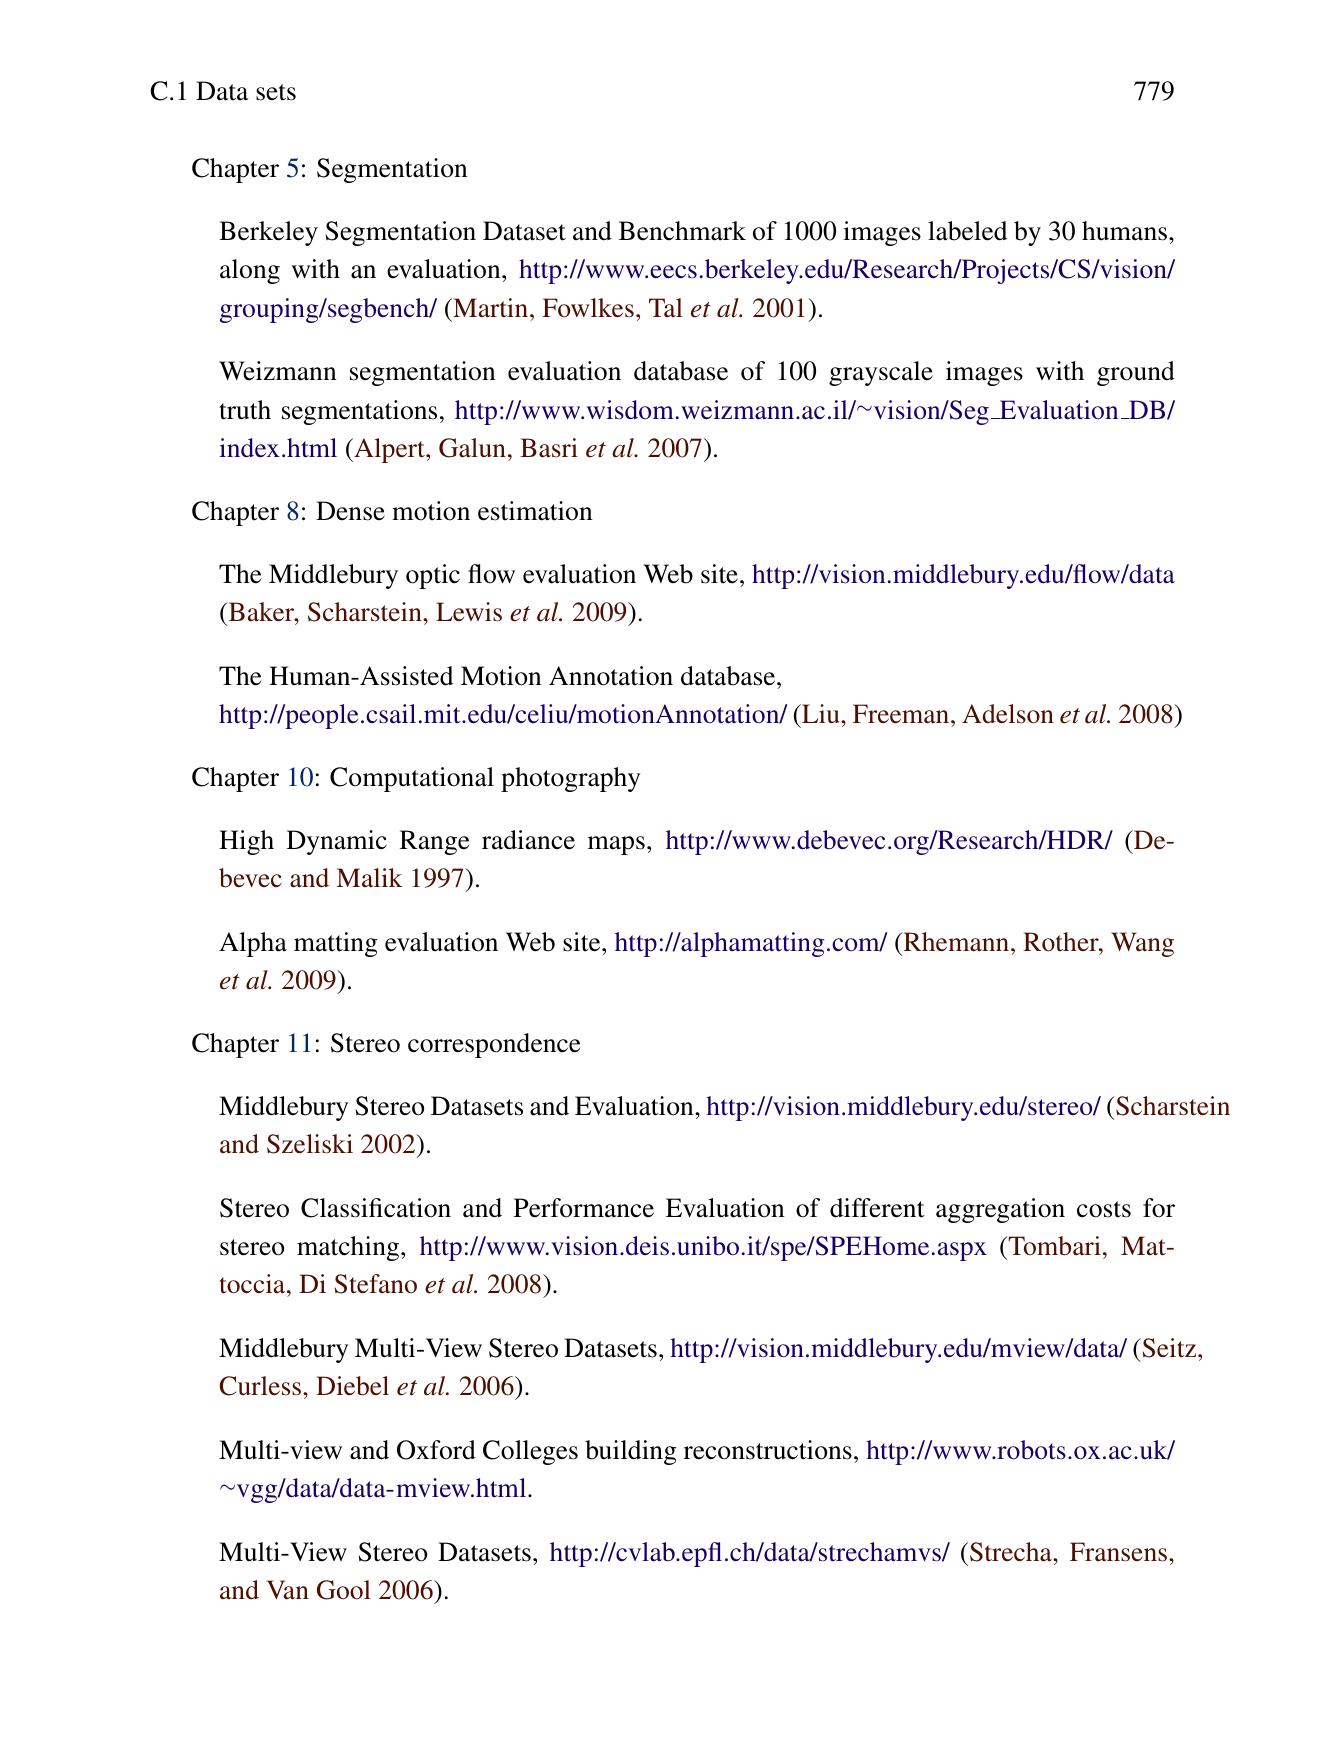 C.1 Data sets 779
Chapter 5: Segmentation
Berkeley Segmentation Dataset and Benchmark of 1000 images labeled by 30 humans,
along with an evaluation, http://www.eecs.berkeley.edu/Research/Projects/CS/vision/
grouping/segbench/ (Martin, Fowlkes, Tal et al. 2001).
Weizmann segmentation evaluation database of 100 grayscale images with ground
truth segmentations, http://www.wisdom.weizmann.ac.il/~vision/Seg_Evaluation_DB/
index.html (Alpert, Galun, Basri et al. 2007).
Chapter 8: Dense motion estimation
The Middlebury optic flow evaluation Web site, http://vision.middlebury.edu/flow/data
(Baker, Scharstein, Lewis et al. 2009).
The Human-Assisted Motion Annotation database,
http://people.csail.mit.edu/celiu/motionAnnotation/ (Liu, Freeman, Adelson et al. 2008)
Chapter 10: Computational photography
High Dynamic Range radiance maps, http://www.debevec.org/Research/HDR/ (De-
bevec and Malik 1997).
Alpha matting evaluation Web site, http://alphamatting.com/ (Rhemann, Rother, Wang
et al. 2009).
Chapter 11: Stereo correspondence
Middlebury Stereo Datasets and Evaluation, http://vision.middlebury.edu/stereo/ (Scharstein
and Szeliski 2002).
Stereo Classification and Performance Evaluation of different aggregation costs for
stereo matching, http://www.vision.deis.unibo.it/spe/SPEHome.aspx (Tombari, Mat-
toccia, Di Stefano et al. 2008).
Middlebury Multi-View Stereo Datasets, http://vision.middlebury.edu/mview/data/ (Seitz,
Curless, Diebel et al. 2006).
Multi-view and Oxford Colleges building reconstructions, http://www.robots.ox.ac.uk/
~vgg/data/data-mview.html.
Multi-View Stereo Datasets, http://cvlab.epfl.ch/data/strechamvs/ (Strecha, Fransens,
and Van Gool 2006).